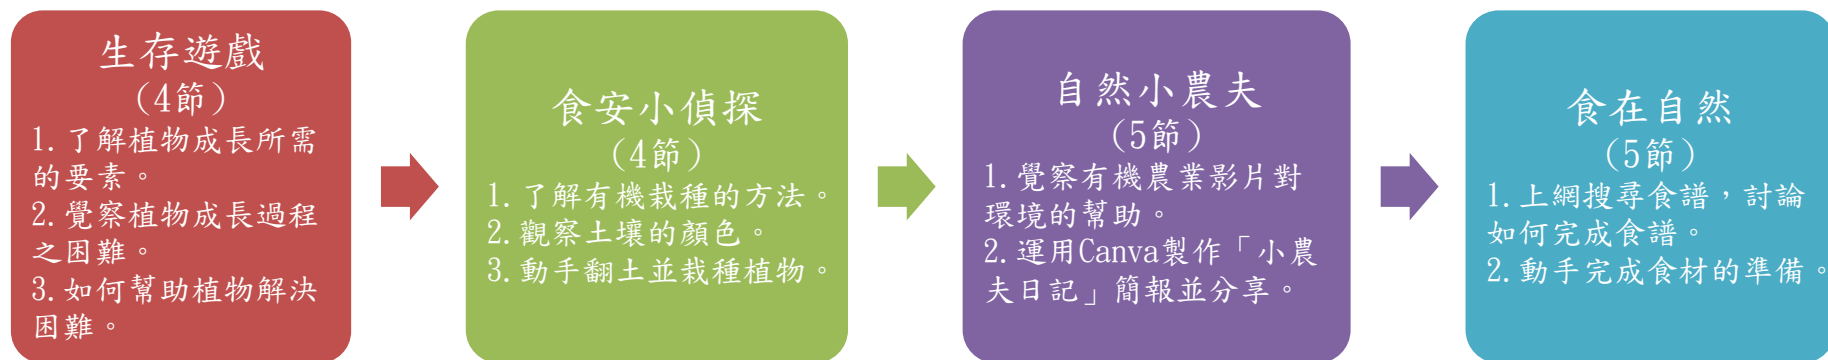 生存遊戲
(4節)
1.了解植物成長所需
的要素。
2.覺察植物成長過程
之困難。
3.如何幫助植物解決
困難。
食安小偵探
(4節)
1.了解有機栽種的方法。
2.觀察土壤的顏色。
3.動手翻土並栽種植物。
自然小農夫
(5節)
1.覺察有機農業影片對
環境的幫助。
2.運用Canva製作「小農
夫日記」簡報並分享。
食在自然
(5節)
1.上網搜尋食譜，討論
如何完成食譜。
2.動手完成食材的準備。